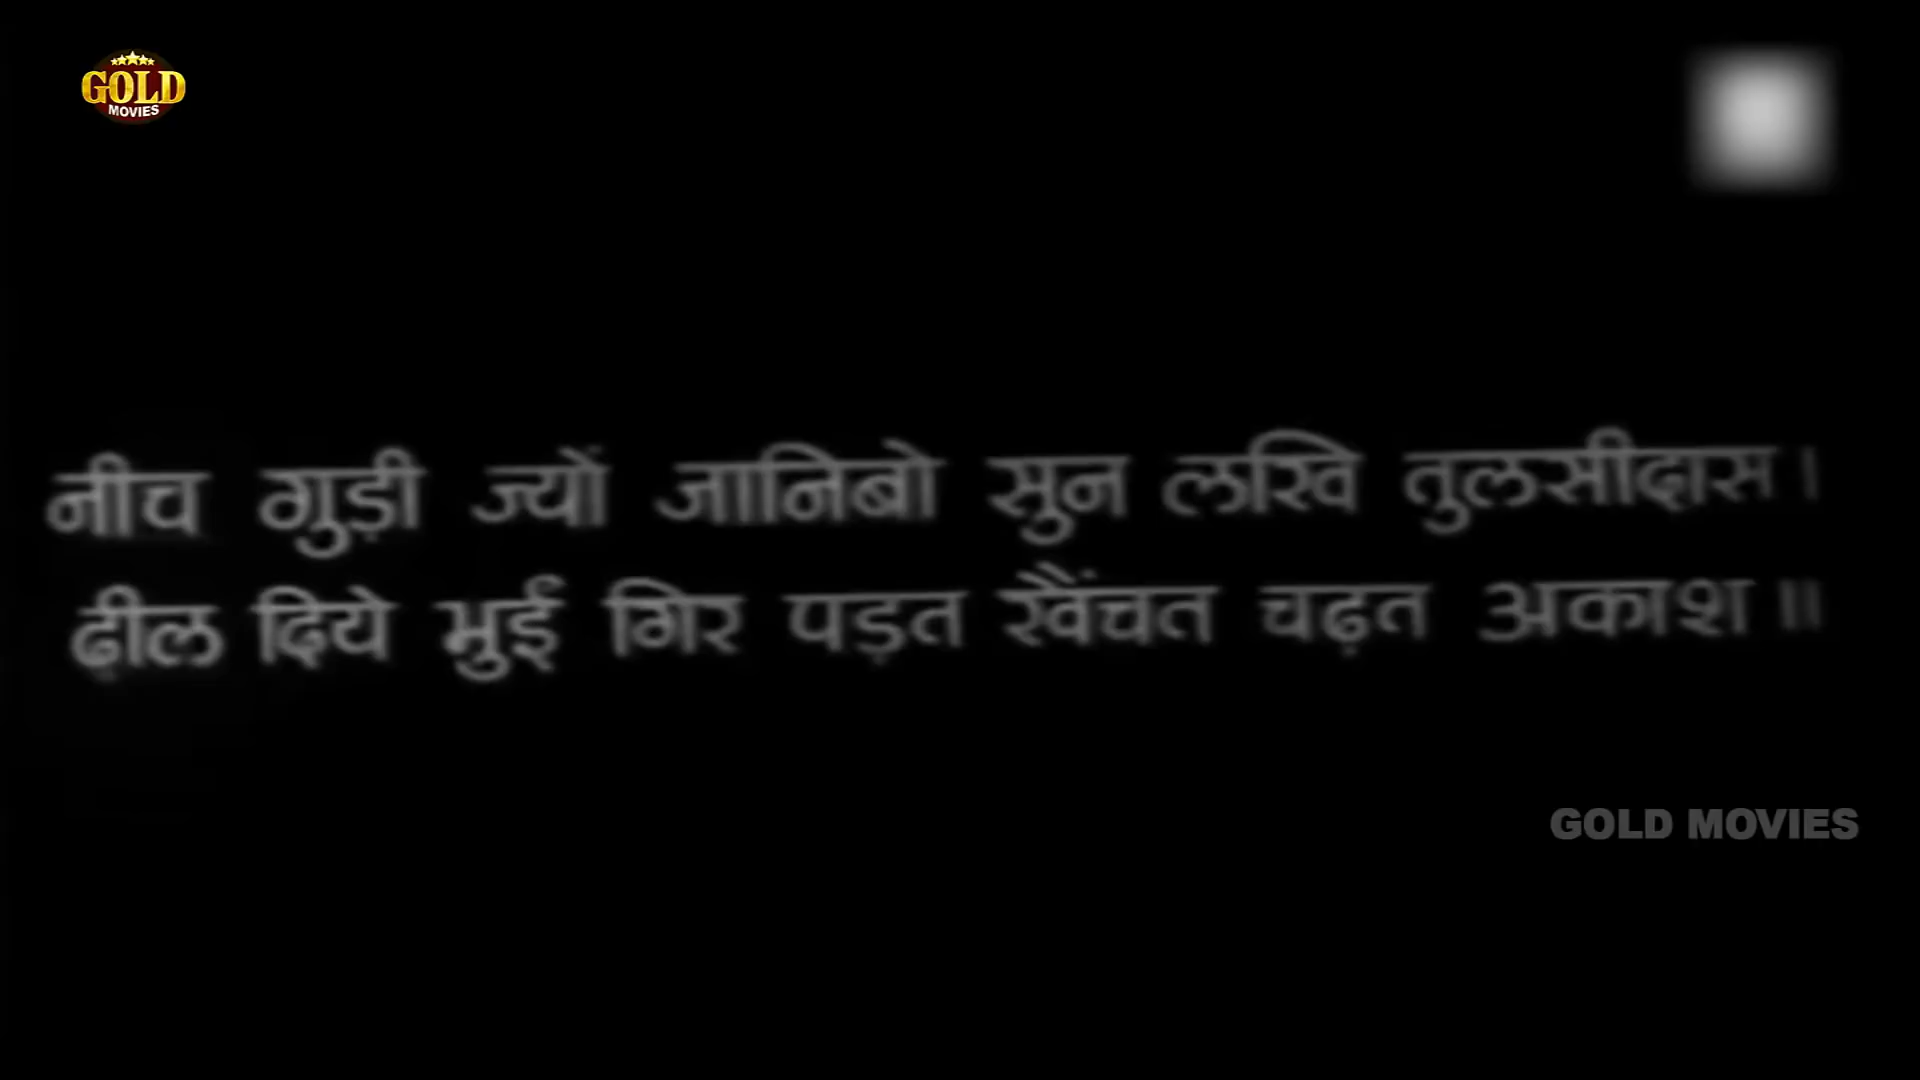 GOLD
MOVIES
नीच गुड़ी ज्यों जानिबो सुन लखि तुलसीदास ।
ढ़ील दिये भुई गिर पड़त खैंचत चढ़त अकाश ॥
GOLD MOVIES